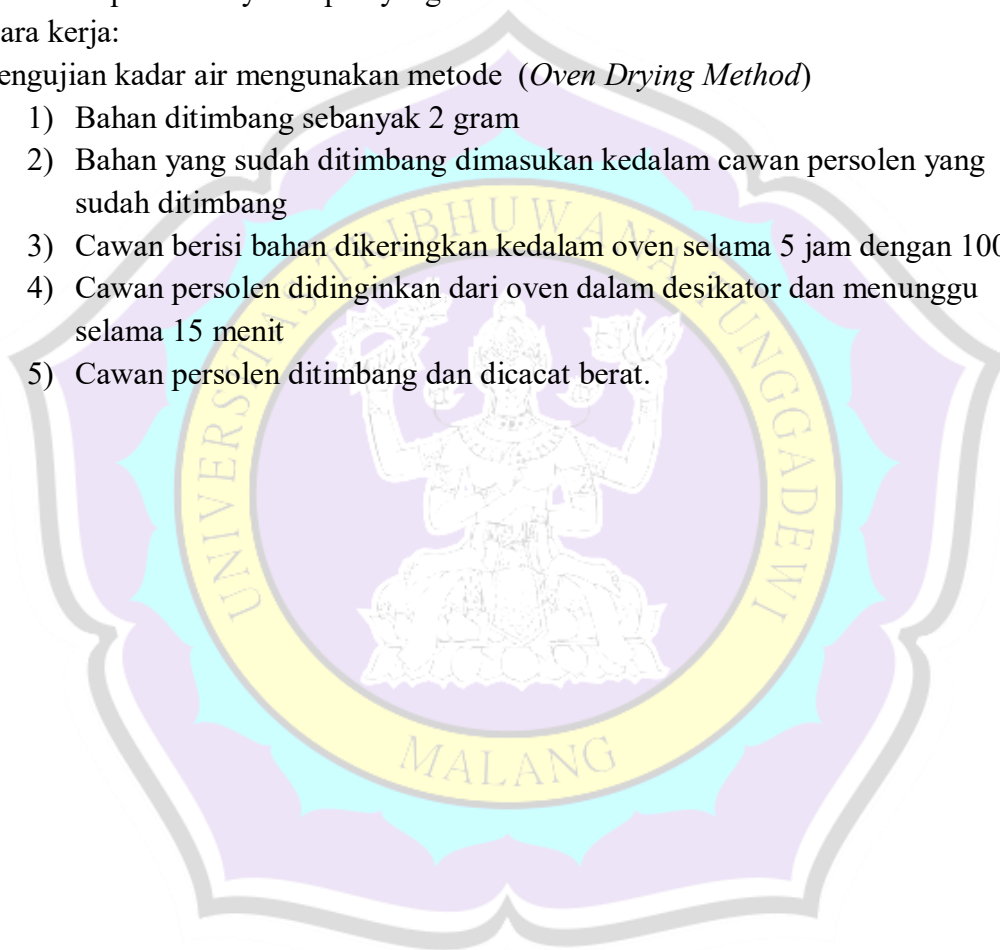 ara kerja:
engujian kadar air mengunakan metode (Oven Drying Method)
1) Bahan ditimbang sebanyak 2 gram
2) Bahan yang sudah ditimbang dimasukan kedalam cawan persolen yang
sudah ditimbang
3) Cawan berisi bahan dikeringkan kedalam oven selama 5 jam dengan 100
4) Cawan persolen didinginkan dari oven dalam desikator dan menunggu
selama 15 menit
5) Cawan persolen ditimbang dan dicacat berat.
UNIVERSITAS TRIBHUWANA TUNGGADEWI
MALANG